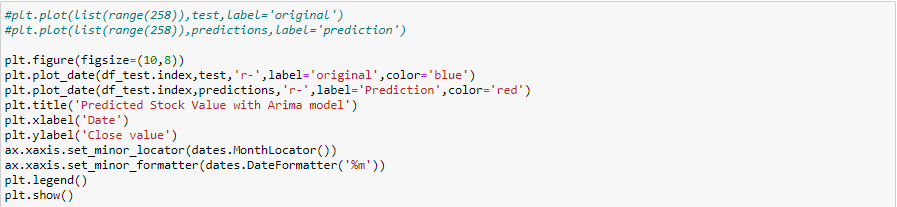 #plt.plot(list(range(258)),test,label='original')
#plt.plot(list(range(258)),predictions,label='prediction')
plt.figure(figsize=(10,8))
plt.plot_date(df_test.index,test,'r-',label='original',color='blue')
plt.plot_date(df_test.index,predictions,'r-',label='Prediction',color='red')
plt.title('Predicted Stock Value with Arima model')
plt.xlabel('Date')
plt.ylabel('Close value')
ax.xaxis.set_minor_locator(dates.MonthLocator())
ax.xaxis.set_minor_formatter(dates.DateFormatter('%m'))
plt.legend()
plt.show()